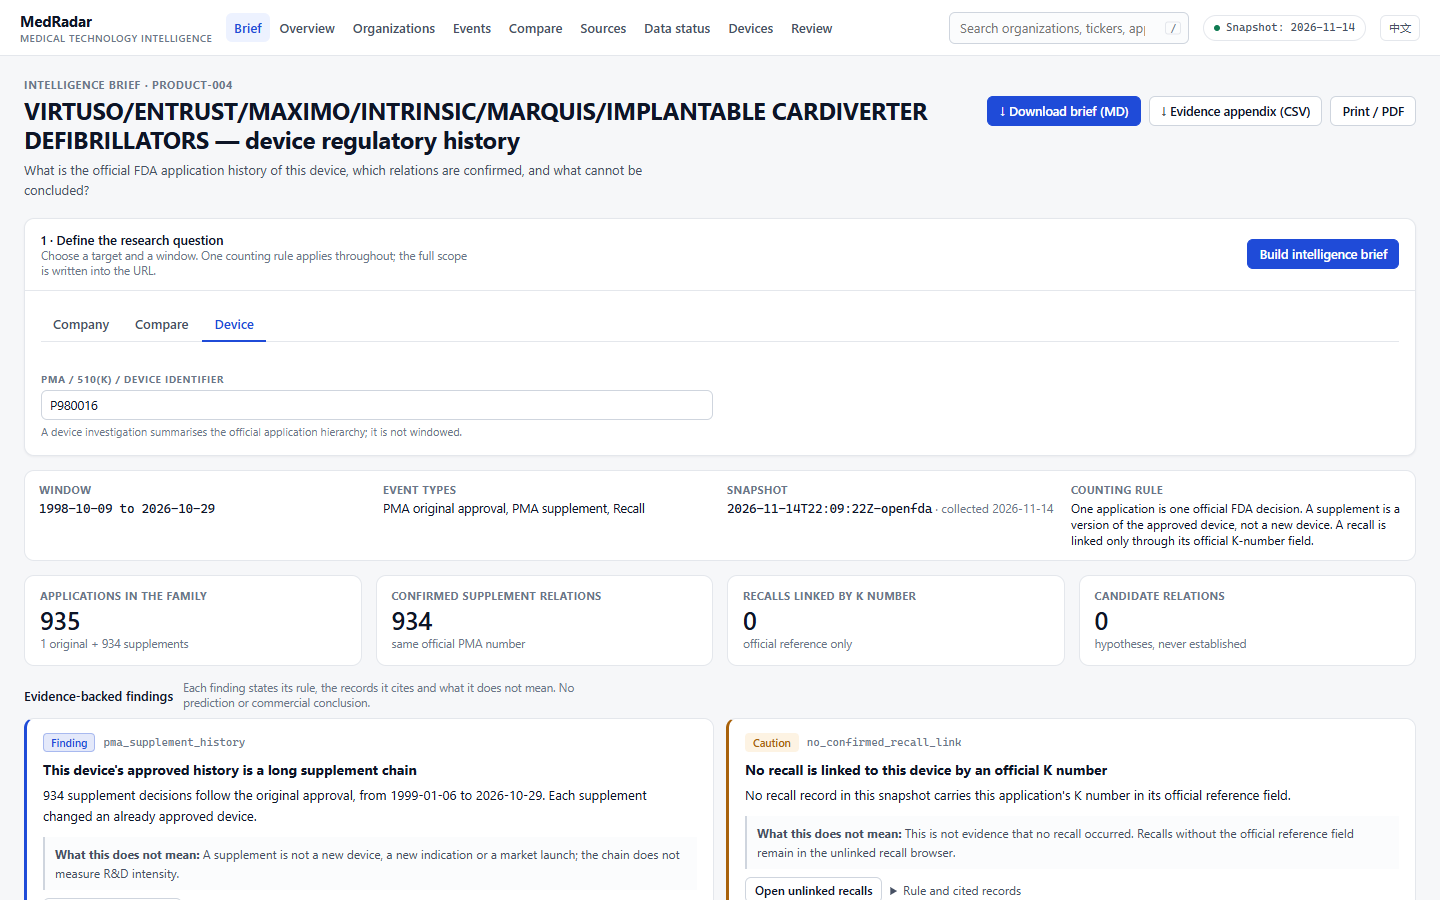 MedRadar
MEDICAL TECHNOLOGY INTELLIGENCE
Brief
Overview
Organizations
Events
Compare
Sources
Data status
Devices
Review
Search organizations, tickers, ap
/
Snapshot: 2026-11-14
中文
INTELLIGENCE BRIEF · PRODUCT-004
VIRTUSO/ENTRUST/MAXIMO/INTRINSIC/MARQUIS/IMPLANTABLE CARDIVERTER
DEFIBRILLATORS — device regulatory history
What is the official FDA application history of this device, which relations are confirmed, and what cannot be
concluded?
↓ Download brief (MD)
↓ Evidence appendix (CSV)
Print / PDF
1 · Define the research question
Choose a target and a window. One counting rule applies throughout; the full scope
is written into the URL.
Build intelligence brief
Company
Compare
Device
PMA / 510(K) / DEVICE IDENTIFIER
P980016
A device investigation summarises the official application hierarchy; it is not windowed.
WINDOW
1998-10-09 to 2026-10-29
EVENT TYPES
PMA original approval, PMA supplement, Recall
SNAPSHOT
2026-11-14T22:09:22Z-openfda · collected 2026-11-14
COUNTING RULE
One application is one official FDA decision. A supplement is a
version of the approved device, not a new device. A recall is
linked only through its official K-number field.
APPLICATIONS IN THE FAMILY
935
1 original + 934 supplements
CONFIRMED SUPPLEMENT RELATIONS
934
same official PMA number
RECALLS LINKED BY K NUMBER
0
official reference only
CANDIDATE RELATIONS
0
hypotheses, never established
Evidence-backed findings
Each finding states its rule, the records it cites and what it does not mean. No
prediction or commercial conclusion.
Finding
pma_supplement_history
This device's approved history is a long supplement chain
934 supplement decisions follow the original approval, from 1999-01-06 to 2026-10-29. Each supplement
changed an already approved device.
What this does not mean: A supplement is not a new device, a new indication or a market launch; the chain does not
measure R&D intensity.
Caution
no_confirmed_recall_link
No recall is linked to this device by an official K number
No recall record in this snapshot carries this application's K number in its official reference field.
What this does not mean: This is not evidence that no recall occurred. Recalls without the official reference field
remain in the unlinked recall browser.
Open unlinked recalls
▶ Rule and cited records